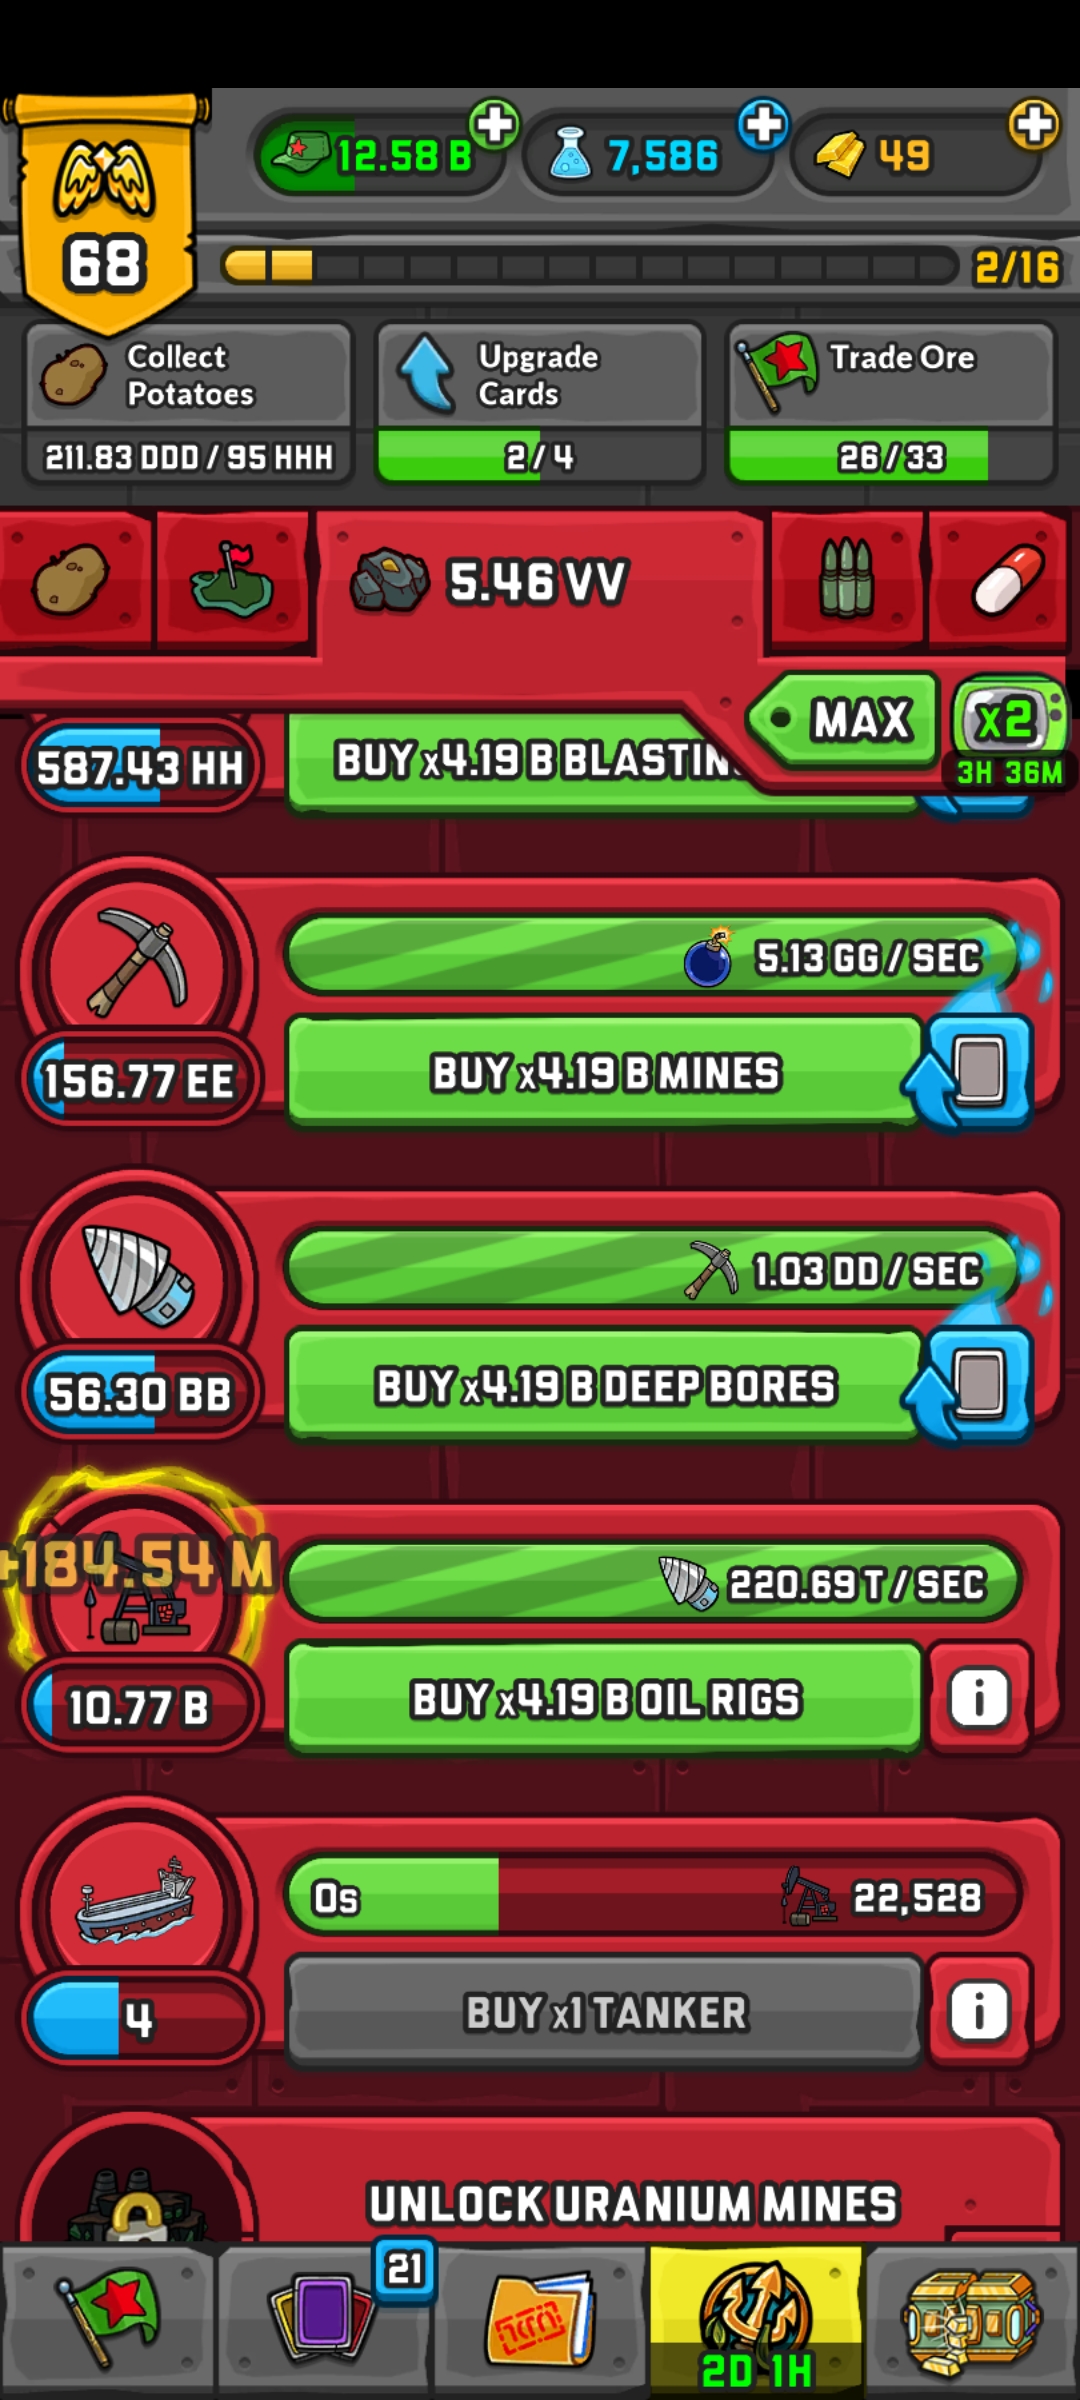 12.58 B
7,586
49
68
2/16
Collect
Potatoes
211.83 DDD / 95 HHH
Upgrade
Cards
2/4
Trade Ore
26/33
5.46 VV
MAX
x2
3H 36M
587.43 HH
BUY x4.19 B BLASTIN
5.13 GG / SEC
156.77 EE
BUY x4.19 B MINES
1.03 DD / SEC
56.30 BB
BUY x4.19 B DEEP BORES
+184.54 M
220.69 T / SEC
10.77 B
BUY x4.19 B OIL RIGS
i
0s
22,528
4
BUY x1 TANKER
i
UNLOCK URANIUM MINES
21
2D 1H